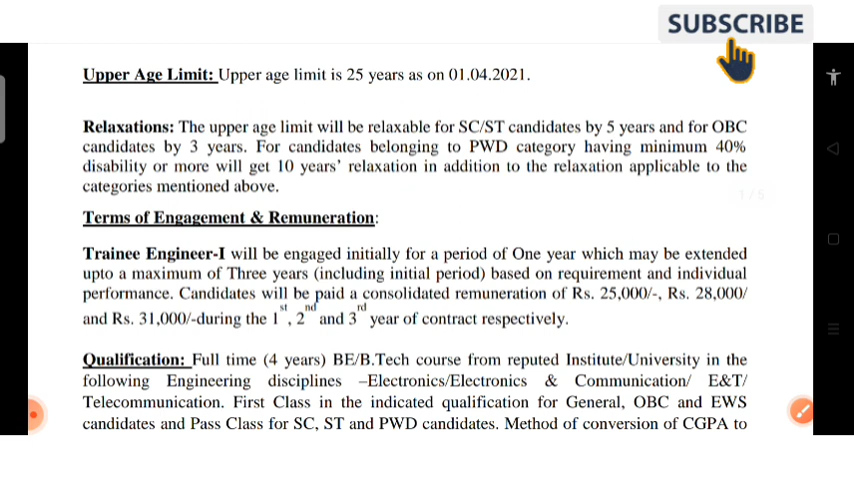 SUBSCRIBE
Upper Age Limit: Upper age limit is 25 years as on 01.04.2021.
Relaxations: The upper age limit will be relaxable for SC/ST candidates by 5 years and for OBC
candidates by 3 years. For candidates belonging to PWD category having minimum 40%
disability or more will get 10 years’ relaxation in addition to the relaxation applicable to the
categories mentioned above.
1/5
Terms of Engagement & Remuneration:
Trainee Engineer-I will be engaged initially for a period of One year which may be extended
upto a maximum of Three years (including initial period) based on requirement and individual
performance. Candidates will be paid a consolidated remuneration of Rs. 25,000/-, Rs. 28,000/
and Rs. 31,000/-during the 1st, 2nd and 3rd year of contract respectively.
Qualification: Full time (4 years) BE/B.Tech course from reputed Institute/University in the
following Engineering disciplines –Electronics/Electronics & Communication/ E&T/
Telecommunication. First Class in the indicated qualification for General, OBC and EWS
candidates and Pass Class for SC, ST and PWD candidates. Method of conversion of CGPA to